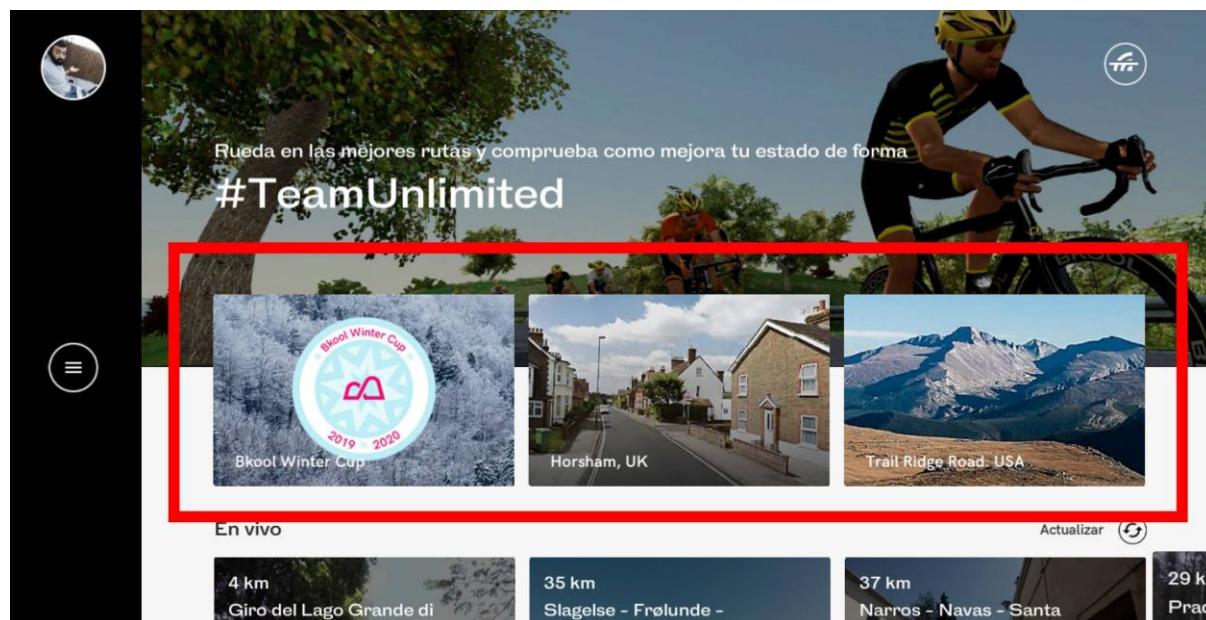 Rueda en las mejores rutas y comprueba como mejora tu estado de forma
#TeamUnlimited
BKOOL
Bkool Winter Cup
2019 2020
Bkool Winter Cup
Horsham, UK
Trail Ridge Road. USA
En vivo
Actualizar
4 km
Giro del Lago Grande di
35 km
Slagelse - Frølunde -
37 km
Narros - Navas - Santa
29 k
Prac